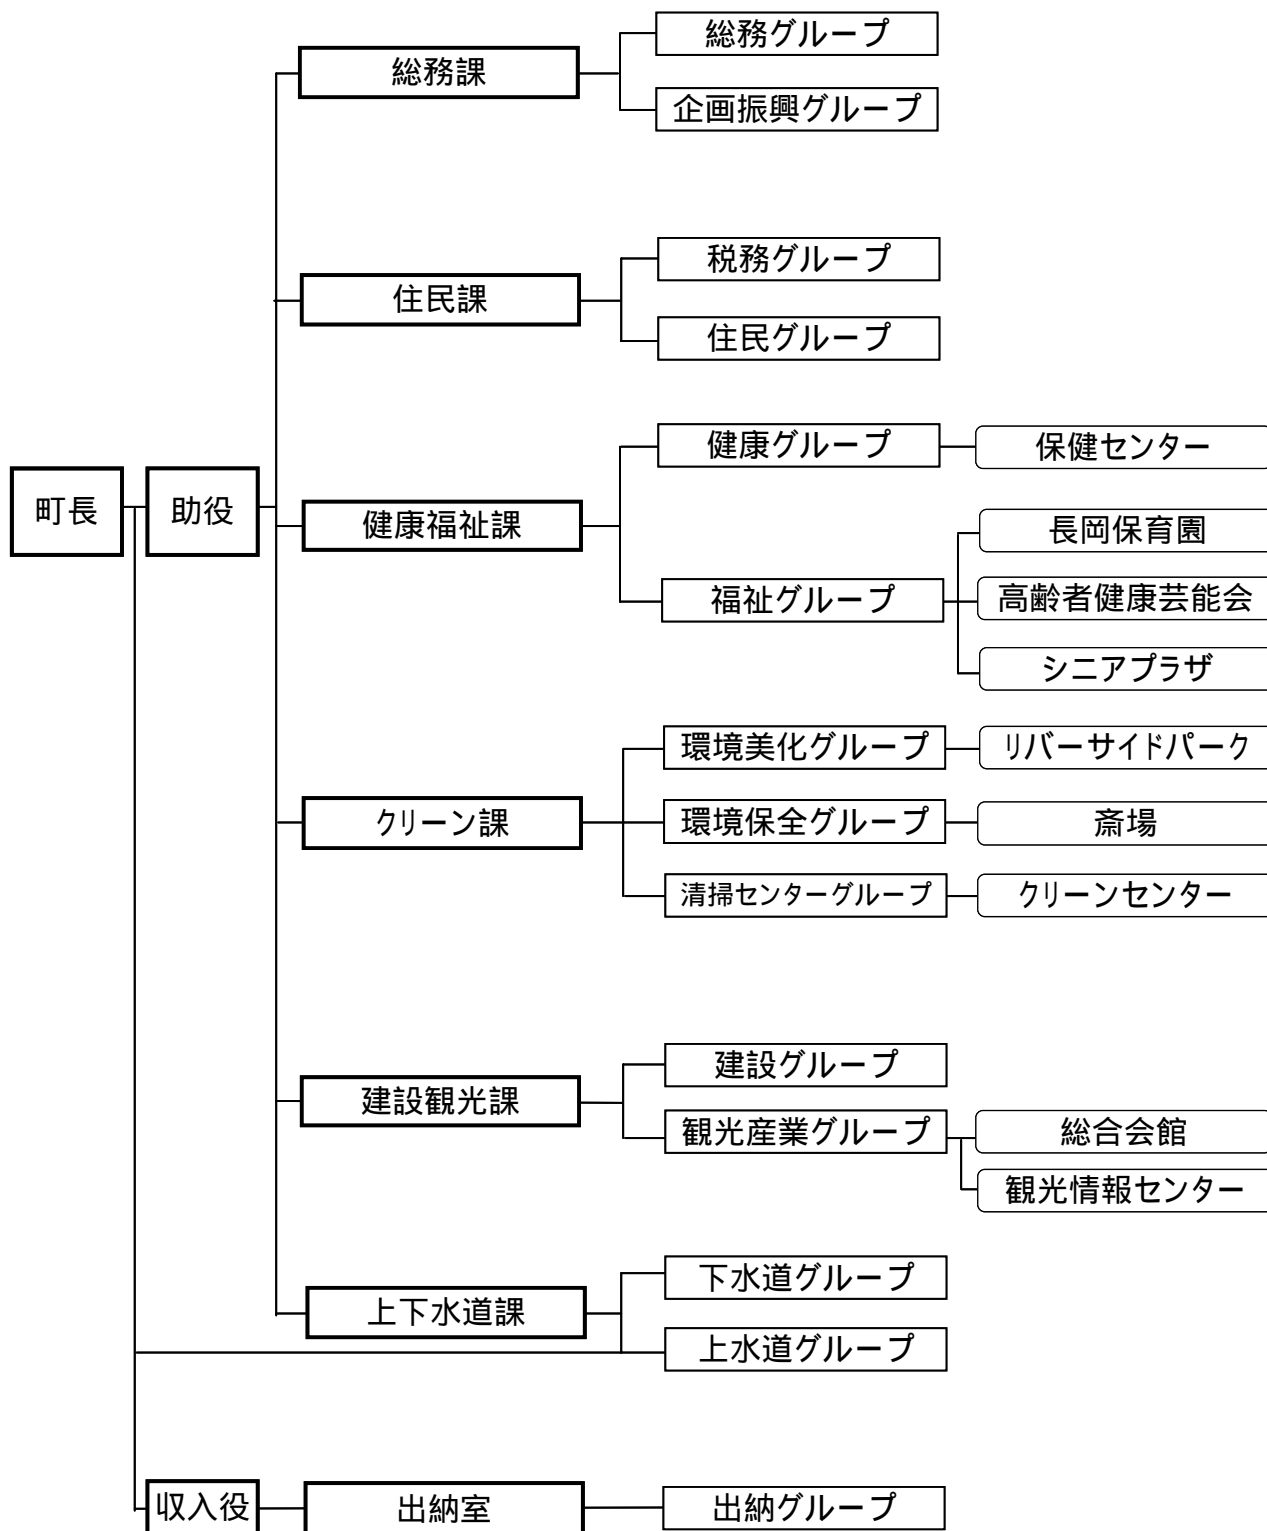 総務グループ
総務課
企画振興グループ
税務グループ
住民課
住民グループ
健康グループ
保健センター
町長
助役
健康福祉課
長岡保育園
福祉グループ
高齢者健康芸能会
シニアプラザ
環境美化グループ
リバーサイドパーク
クリーン課
環境保全グループ
斎場
清掃センターグループ
クリーンセンター
建設グループ
建設観光課
観光産業グループ
総合会館
観光情報センター
下水道グループ
上下水道課
上水道グループ
収入役
出納室
出納グループ